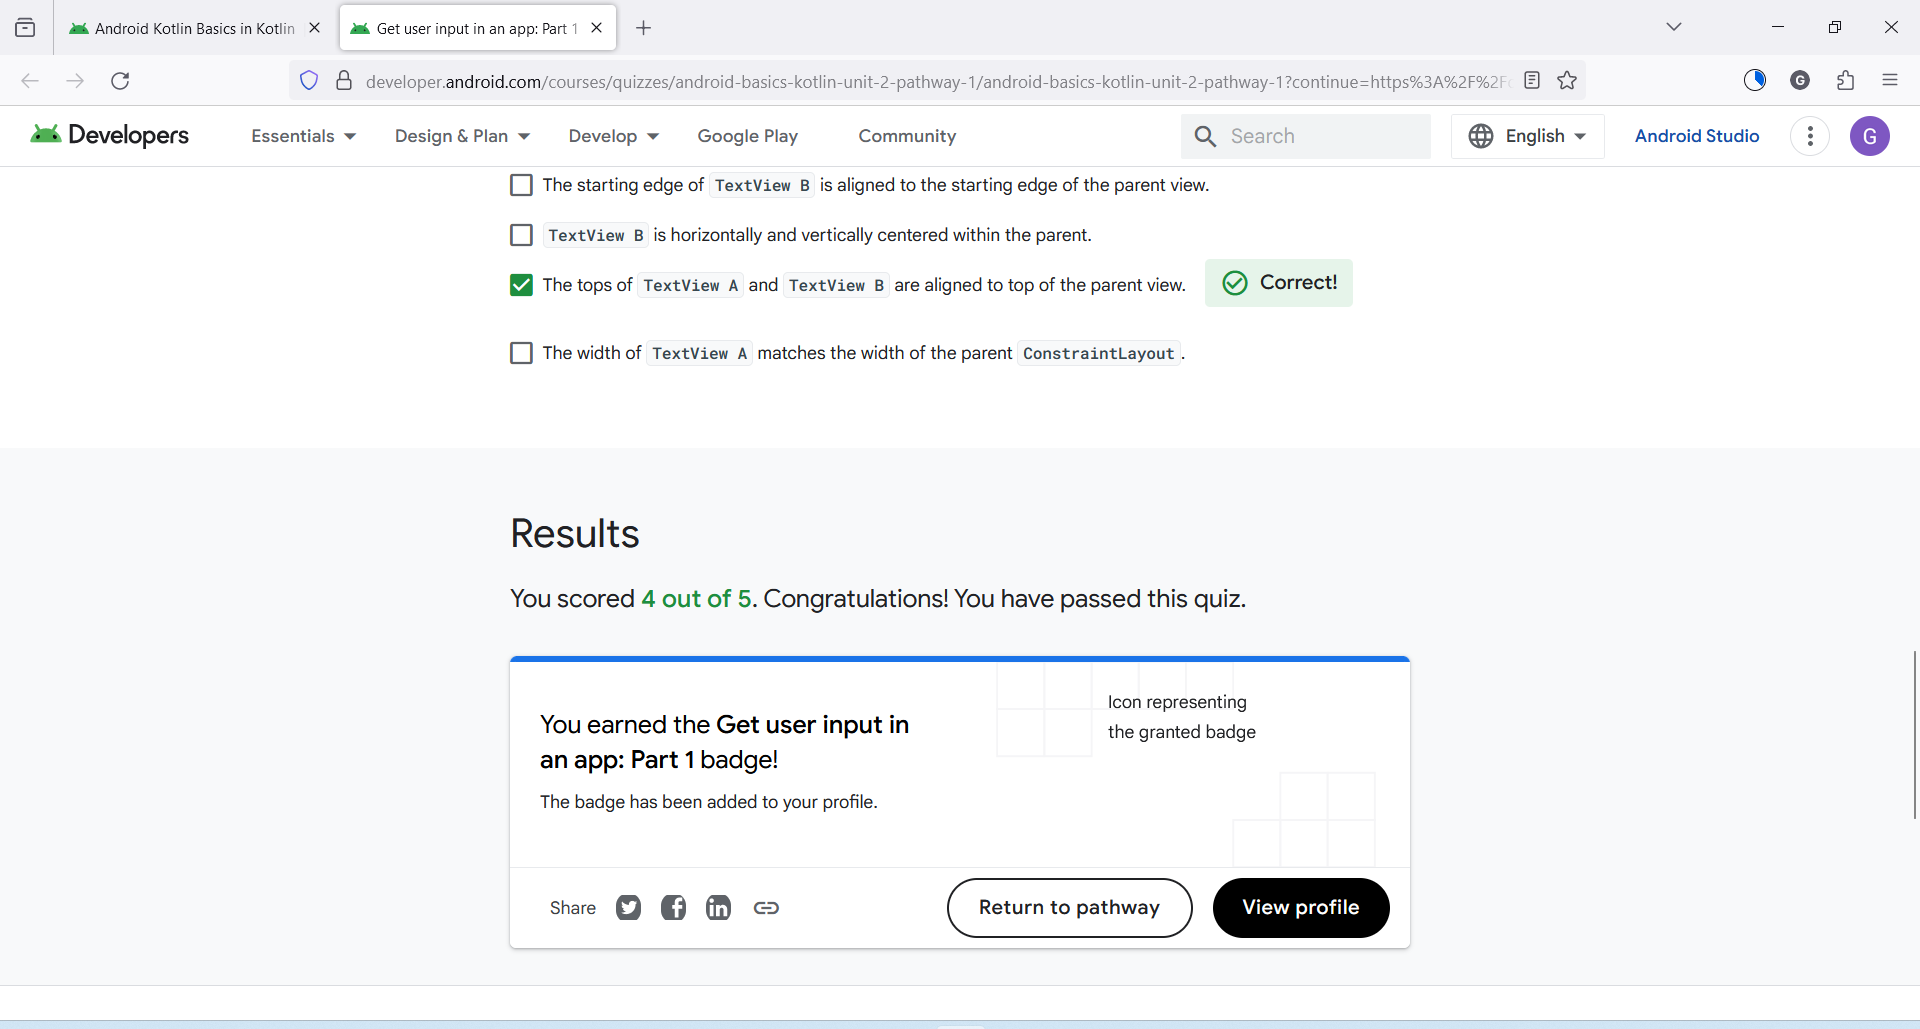 Android Kotlin Basics in Kotlin
Get user input in an app: Part 1
developer.android.com/courses/quizzes/android-basics-kotlin-unit-2-pathway-1/android-basics-kotlin-unit-2-pathway-1?continue=https%3A%2F%2F
G
Developers
Essentials
Design & Plan
Develop
Google Play
Community
Search
English
Android Studio
G
The starting edge of TextView B is aligned to the starting edge of the parent view.
TextView B is horizontally and vertically centered within the parent.
The tops of TextView A and TextView B are aligned to top of the parent view.
Correct!
The width of TextView A matches the width of the parent ConstraintLayout.
Results
You scored 4 out of 5. Congratulations! You have passed this quiz.
You earned the Get user input in
an app: Part 1 badge!
The badge has been added to your profile.
Icon representing
the granted badge
Share
Return to pathway
View profile